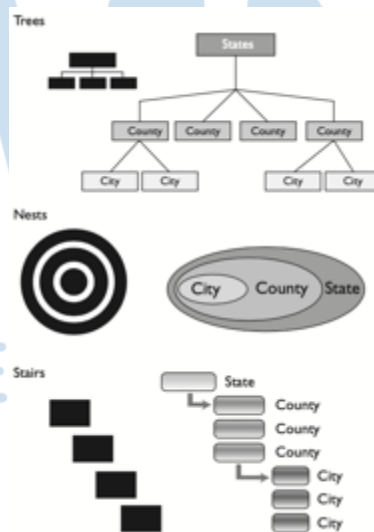 Trees
States
County County County County
City City City City
Nests
City County State
Stairs
State
County
County
County
City
City
City